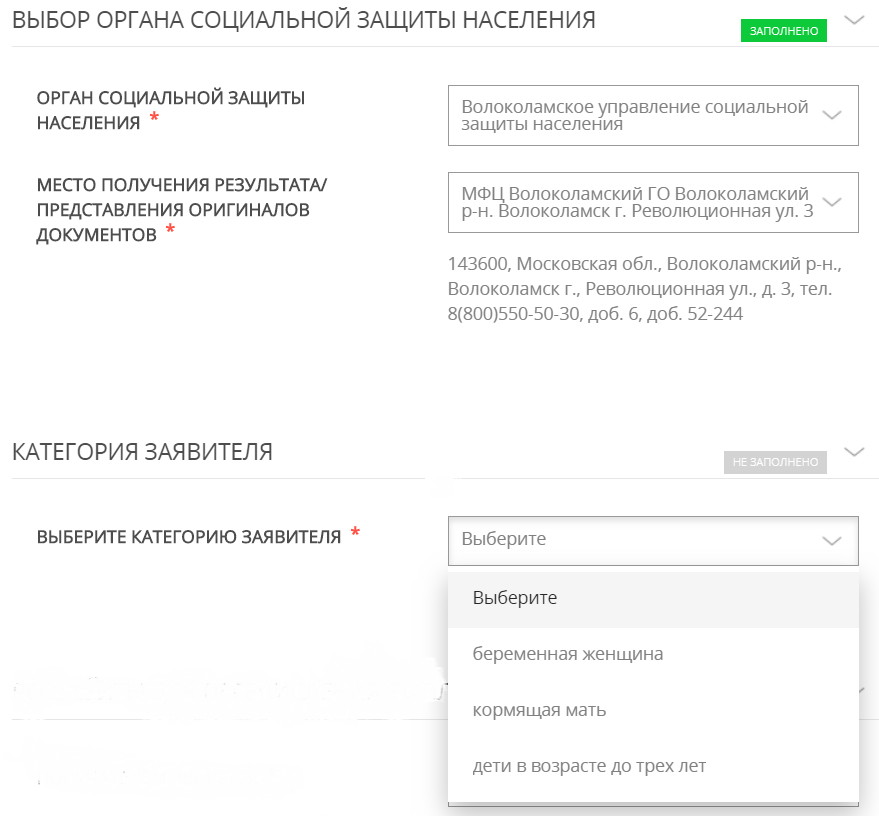 ВЫБОР ОРГАНА СОЦИАЛЬНОЙ ЗАЩИТЫ НАСЕЛЕНИЯ
ЗАПОЛНЕНО
ОРГАН СОЦИАЛЬНОЙ ЗАЩИТЫ
НАСЕЛЕНИЯ *
Волоколамское управление социальной
защиты населения
МЕСТО ПОЛУЧЕНИЯ РЕЗУЛЬТАТА/
ПРЕДСТАВЛЕНИЯ ОРИГИНАЛОВ
ДОКУМЕНТОВ *
МФЦ Волоколамский ГО Волоколамский
р-н. Волоколамск г. Революционная ул. 3
143600, Московская обл., Волоколамский р-н.,
Волоколамск г., Революционная ул., д. 3, тел.
8(800)550-50-30, доб. 6, доб. 52-244
КАТЕГОРИЯ ЗАЯВИТЕЛЯ
НЕ ЗАПОЛНЕНО
ВЫБЕРИТЕ КАТЕГОРИЮ ЗАЯВИТЕЛЯ *
Выберите
Выберите
беременная женщина
кормящая мать
дети в возрасте до трех лет